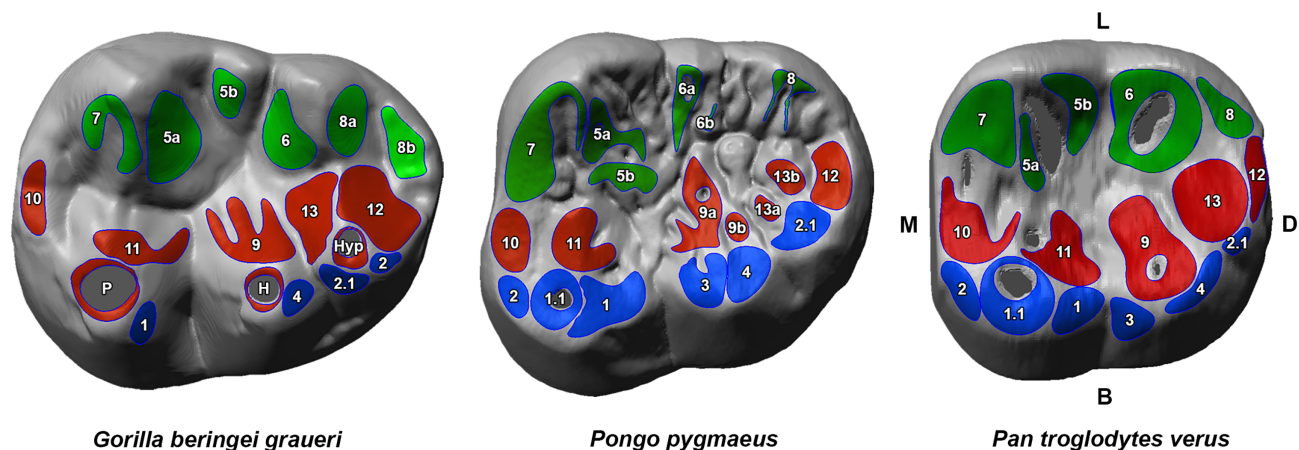 L
5b
7
5a
6
8a
8b
10
11
9
13
12
P
H
Hyp
4
2.1
2
1
6a
8
5a
6b
7
5b
13b
12
9a
13a
9b
2.1
10
11
2
1.1
1
3
4
5b
6
7
8
5a
13
12
M
10
11
9
D
2.1
2
1.1
1
3
4
B
Gorilla beringei graueri
Pongo pygmaeus
Pan troglodytes verus